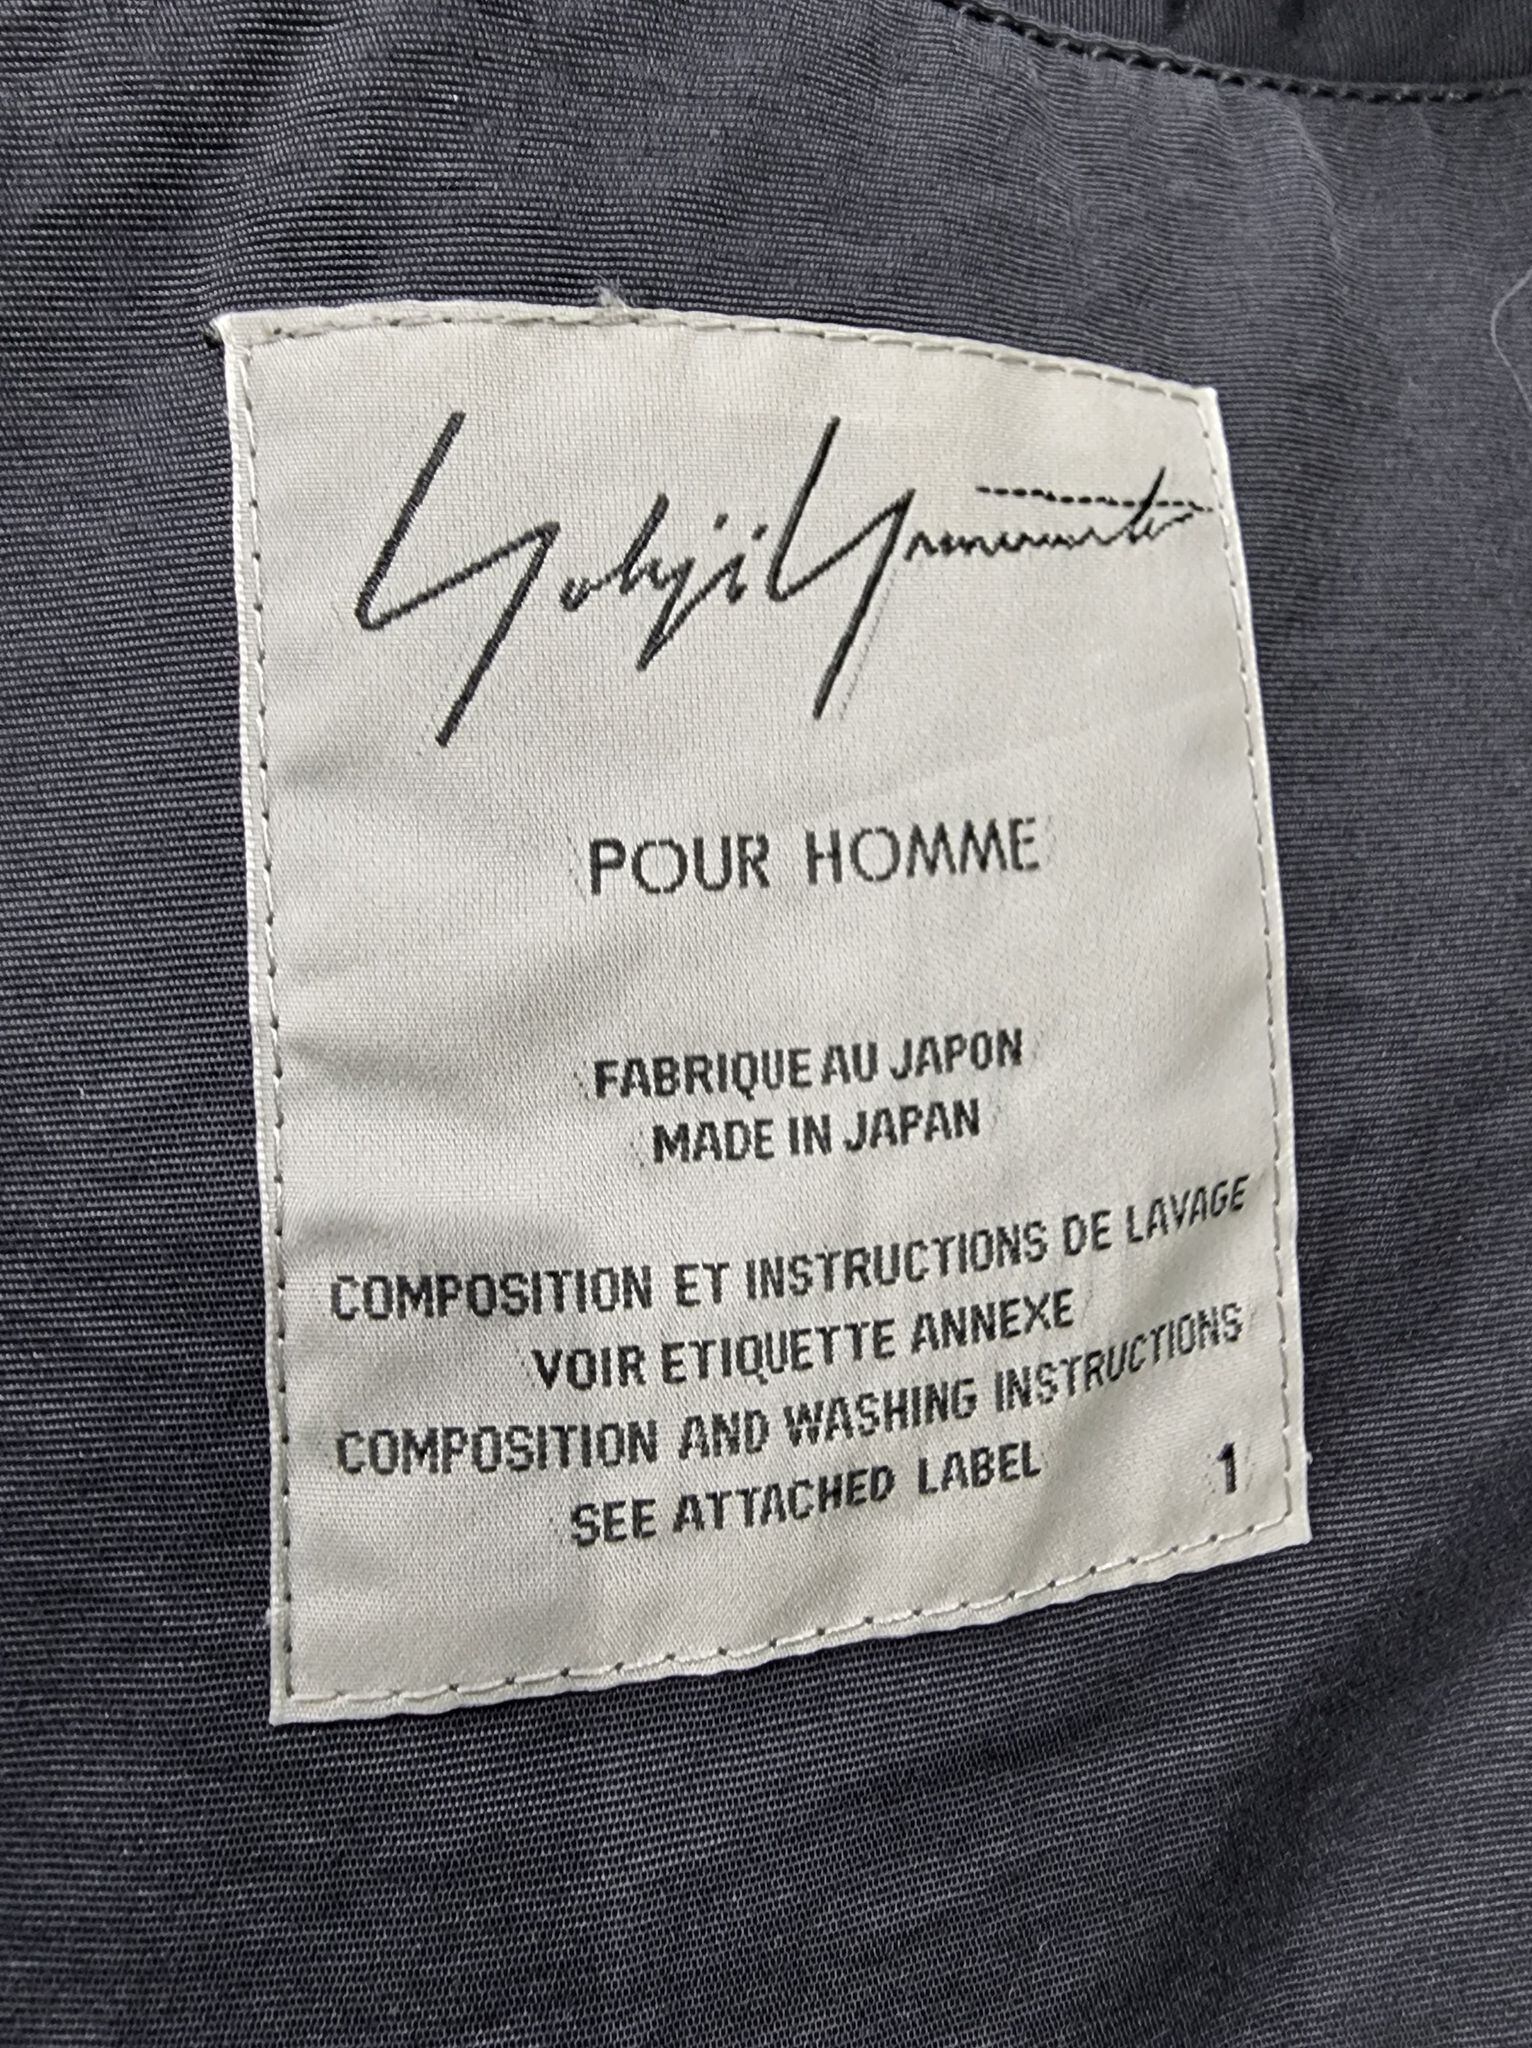 Yohji Yamamoto
POUR HOMME
FABRIQUE AU JAPON
MADE IN JAPAN
COMPOSITION ET INSTRUCTIONS DE LAVAGE
VOIR ETIQUETTE ANNEXE
COMPOSITION AND WASHING INSTRUCTIONS
SEE ATTACHED LABEL 1